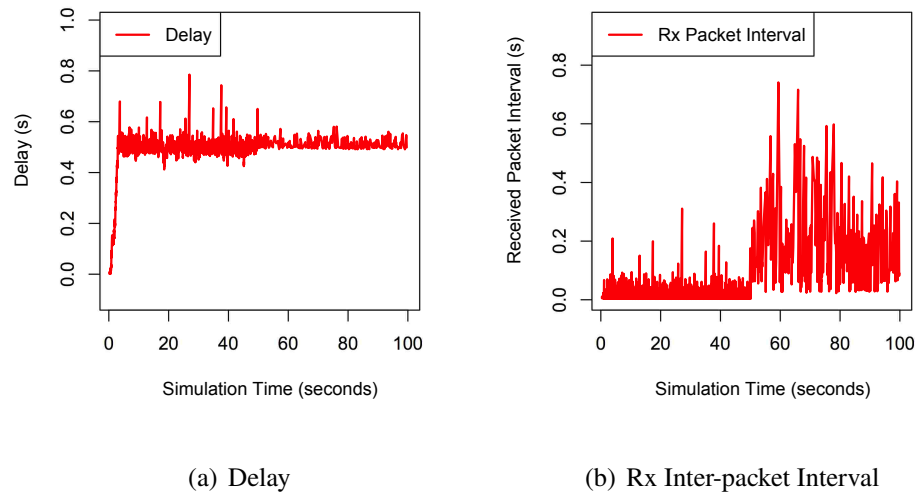 Delay
Delay (s)
0.0 0.2 0.4 0.6 0.8 1.0
0 20 40 60 80 100
Simulation Time (seconds)
(a) Delay
Rx Packet Interval
Received Packet Interval (s)
0.0 0.2 0.4 0.6 0.8
0 20 40 60 80 100
Simulation Time (seconds)
(b) Rx Inter-packet Interval